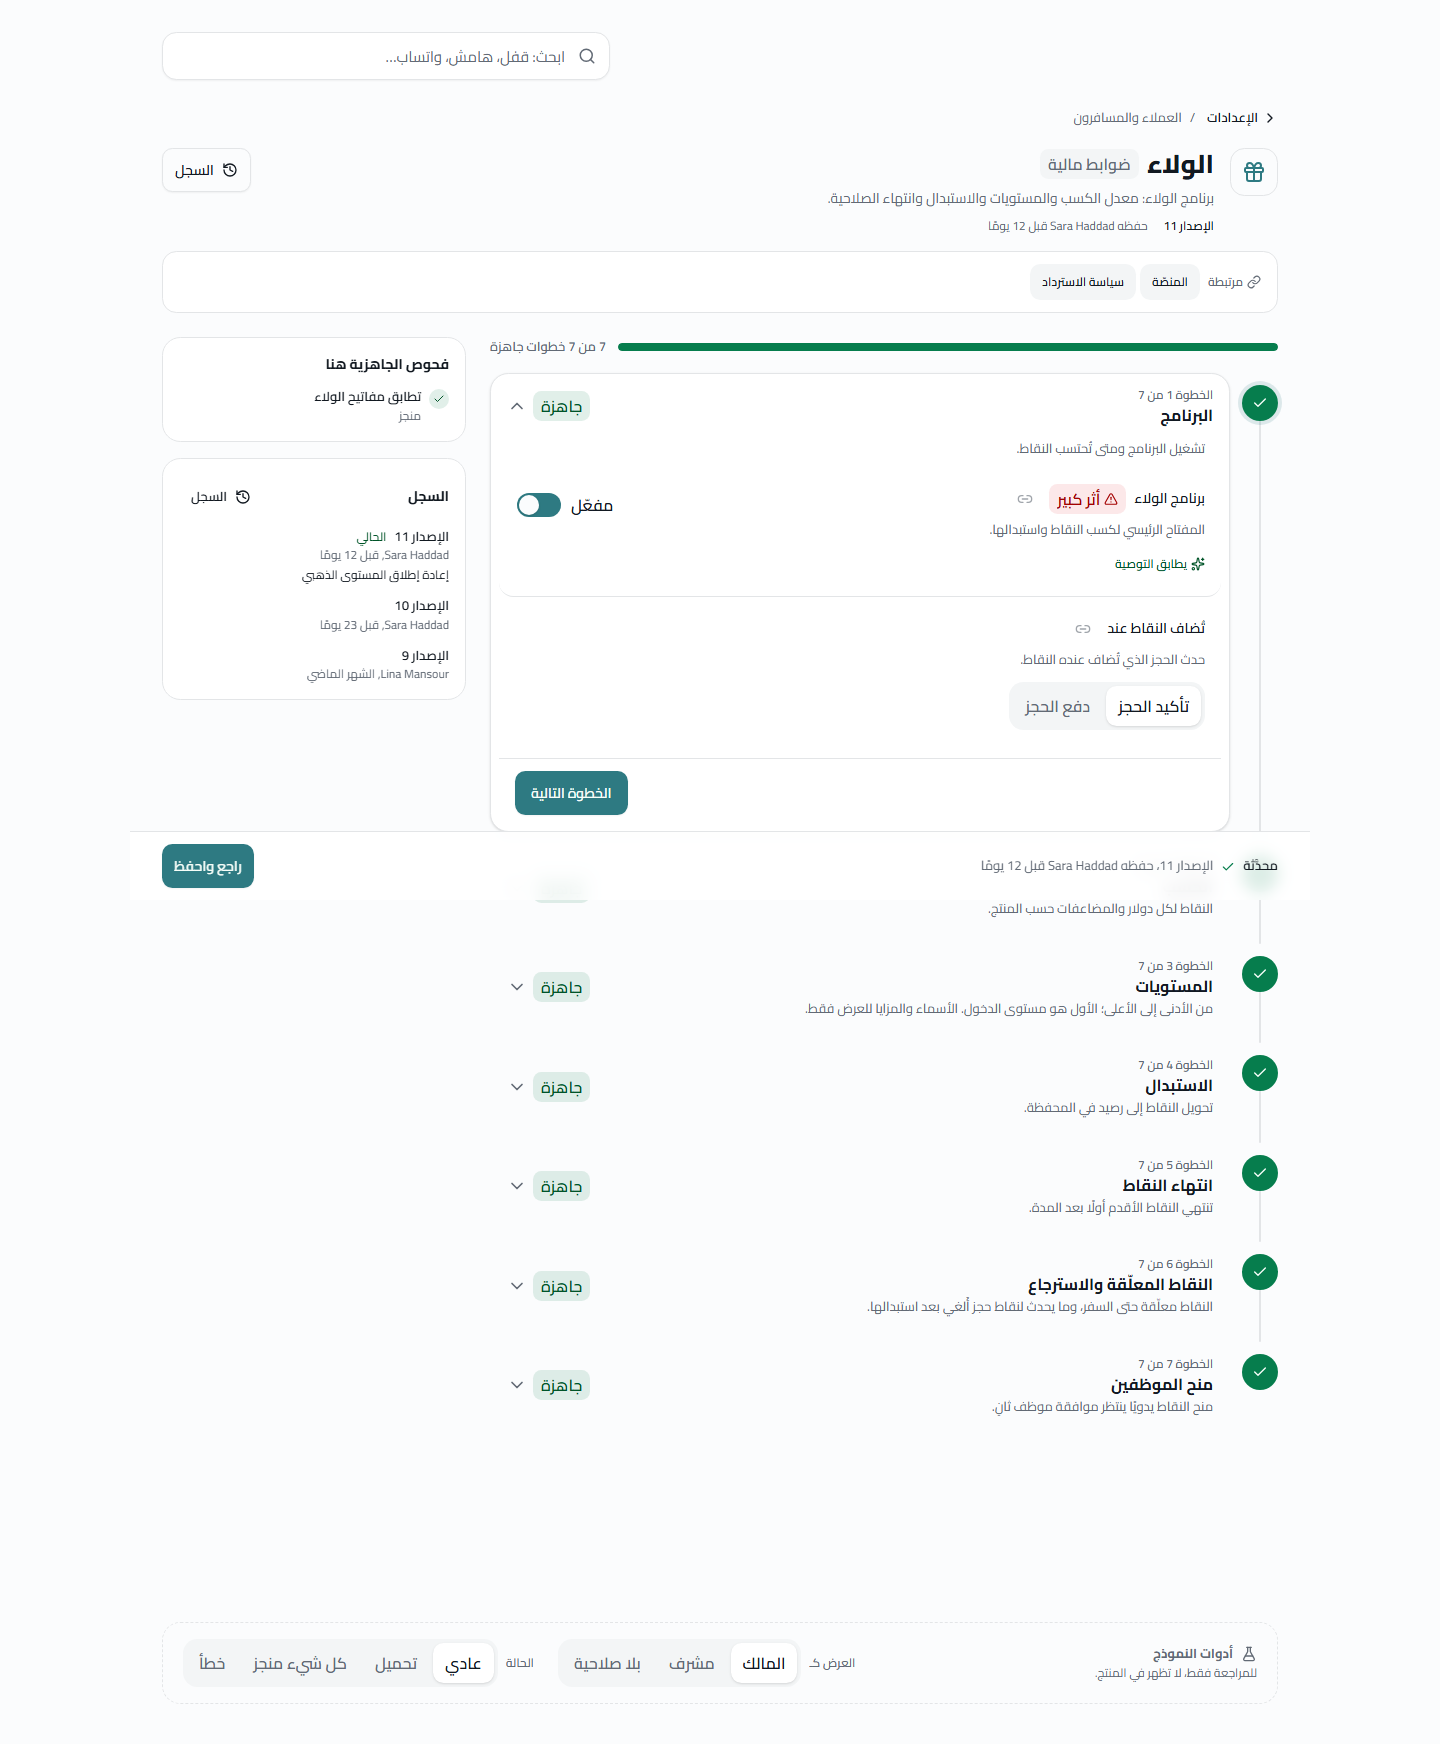 ابحث: قفل، هامش، واتساب...
الإعدادات / العملاء والمسافرون
الولاء ضوابط مالية
السجل
برنامج الولاء: معدل الكسب والمستويات والاستبدال وانتهاء الصلاحية.
الإصدار 11 حفظه Sara Haddad قبل 12 يومًا
مرتبطة المنصّة سياسة الاسترداد
7 من 7 خطوات جاهزة
الخطوة 1 من 7
البرنامج
جاهزة
تشغيل البرنامج ومتى تُحتسب النقاط.
برنامج الولاء أثر كبير
مفعّل
المفتاح الرئيسي لكسب النقاط واستبدالها.
يطابق التوصية
تُضاف النقاط عند
حدث الحجز الذي تُضاف عنده النقاط.
تأكيد الحجز دفع الحجز
الخطوة التالية
فحوص الجاهزية هنا
تطابق مفاتيح الولاء
منجز
السجل
السجل
الإصدار 11 الحالي
Sara Haddad, قبل 12 يومًا
إعادة إطلاق المستوى الذهبي
الإصدار 10
Sara Haddad, قبل 23 يومًا
الإصدار 9
Lina Mansour, الشهر الماضي
محدّثة الإصدار 11، حفظه Sara Haddad قبل 12 يومًا
راجع واحفظ
النقاط لكل دولار والمضاعفات حسب المنتج.
الخطوة 3 من 7
المستويات
جاهزة
من الأدنى إلى الأعلى؛ الأول هو مستوى الدخول. الأسماء والمزايا للعرض فقط.
الخطوة 4 من 7
الاستبدال
جاهزة
تحويل النقاط إلى رصيد في المحفظة.
الخطوة 5 من 7
انتهاء النقاط
جاهزة
تنتهي النقاط الأقدم أولًا بعد المدة.
الخطوة 6 من 7
النقاط المعلّقة والاسترجاع
جاهزة
النقاط معلّقة حتى السفر، وما يحدث لنقاط حجز أُلغي بعد استبدالها.
الخطوة 7 من 7
منح الموظفين
جاهزة
منح النقاط يدويًا ينتظر موافقة موظف ثانٍ.
أدوات النموذج
للمراجعة فقط، لا تظهر في المنتج.
العرض كـ المالك مشرف بلا صلاحية
الحالة عادي تحميل كل شيء منجز خطأ